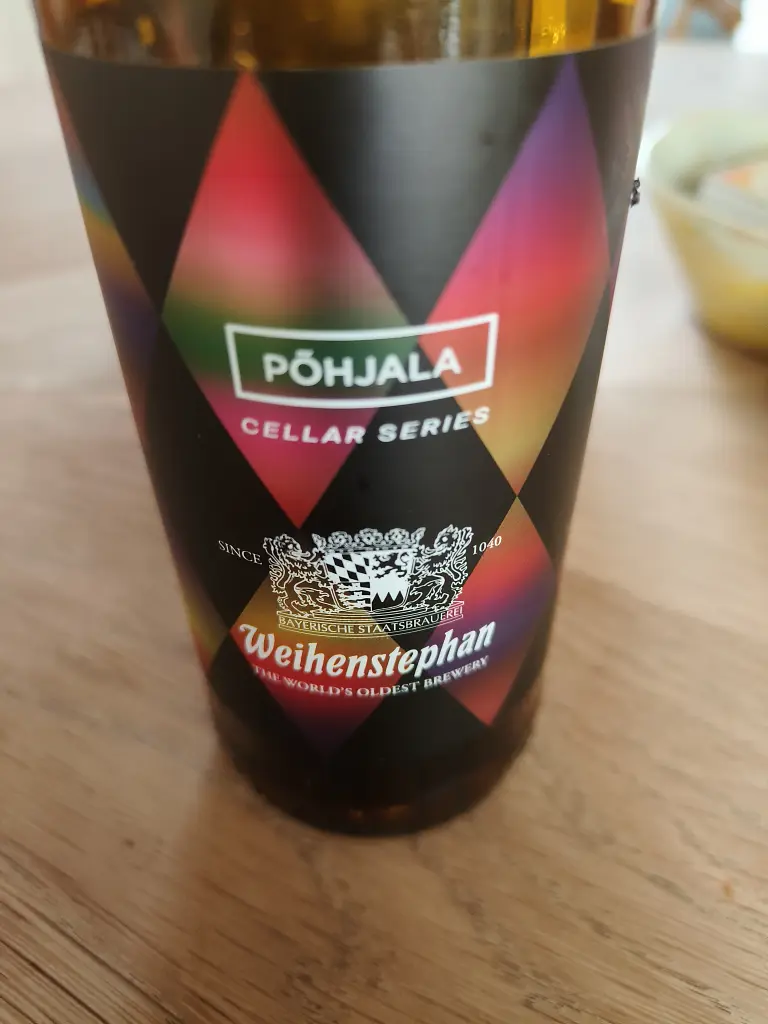 PÕHJALA
CELLAR SERIES
SINCE 1040
BAYERISCHE STAATSBRAUEREI
Weihenstephan
THE WORLD'S OLDEST BREWERY